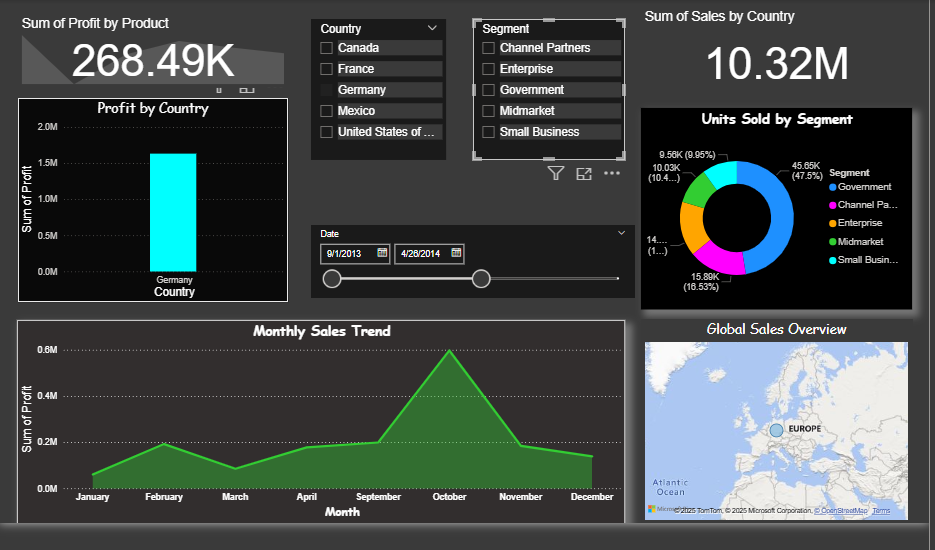 Sum of Profit by Product
268.49K
Country
Canada
France
Germany
Mexico
United States of ...
Segment
Channel Partners
Enterprise
Government
Midmarket
Small Business
Sum of Sales by Country
10.32M
Profit by Country
2.0M
1.5M
1.0M
0.5M
0.0M
Sum of Profit
Germany
Country
Date
9/1/2013
4/26/2014
Units Sold by Segment
9.56K (9.95%)
10.03K
(10.4...)
14....
(1...)
15.89K
(16.53%)
45.65K
(47.5%)
Segment
Government
Channel Pa...
Enterprise
Midmarket
Small Busin...
Monthly Sales Trend
0.6M
0.4M
0.2M
0.0M
Sum of Profit
January
February
March
April
September
October
November
December
Month
Global Sales Overview
EUROPE
Atlantic
Ocean
© 2025 TomTom, © 2025 Microsoft Corporation, © OpenStreetMap Terms